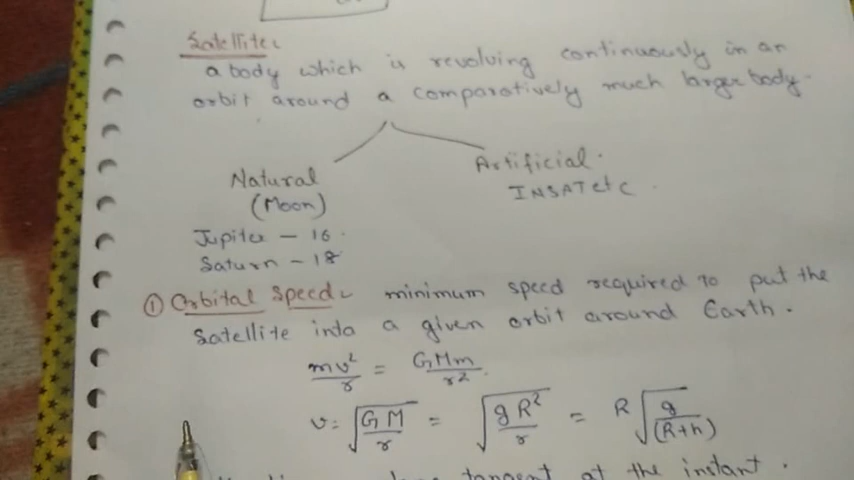 Satellite:
a body which is revolving continuously in an
orbit around a comparatively much larger body.
Natural
(Moon)
Artificial.
INSAT etc.
Jupiter - 16.
Saturn - 18
① Orbital Speed: minimum speed required to put the
Satellite into a given orbit around Earth.
mv²/r = GMm/r².
v = √(GM/r) = √(gR²/r) = R√(g/(R+h))
tangent at the instant.